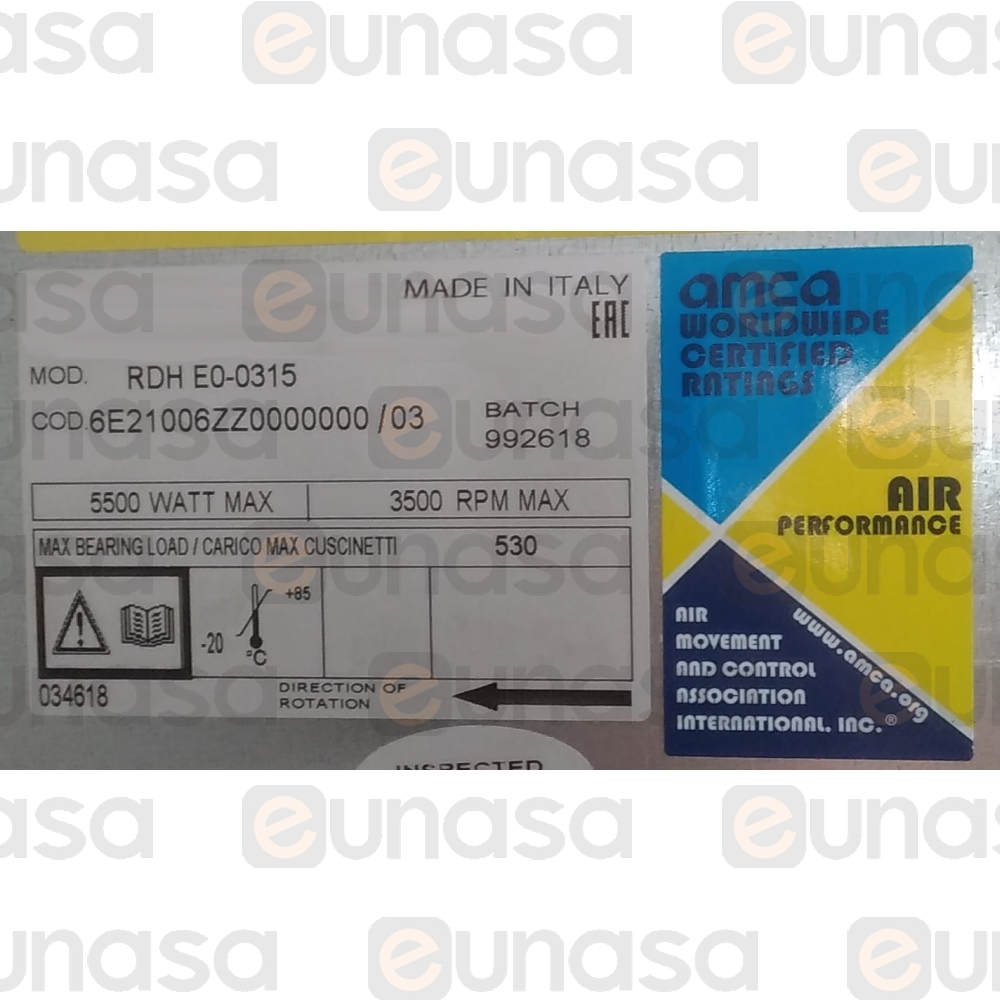 eunasa
MADE IN ITALY
EAC
MOD. RDH E0-0315
COD. 6E21006ZZ0000000 /03
BATCH
992618
5500 WATT MAX
3500 RPM MAX
MAX BEARING LOAD / CARICO MAX CUSCINETTI 530
-20 +85
°C
034618
DIRECTION OF
ROTATION
INSPECTED
amca
WORLDWIDE
CERTIFIED
RATINGS
AIR
PERFORMANCE
AIR
MOVEMENT
AND CONTROL
ASSOCIATION
INTERNATIONAL, INC.®
www.amca.org